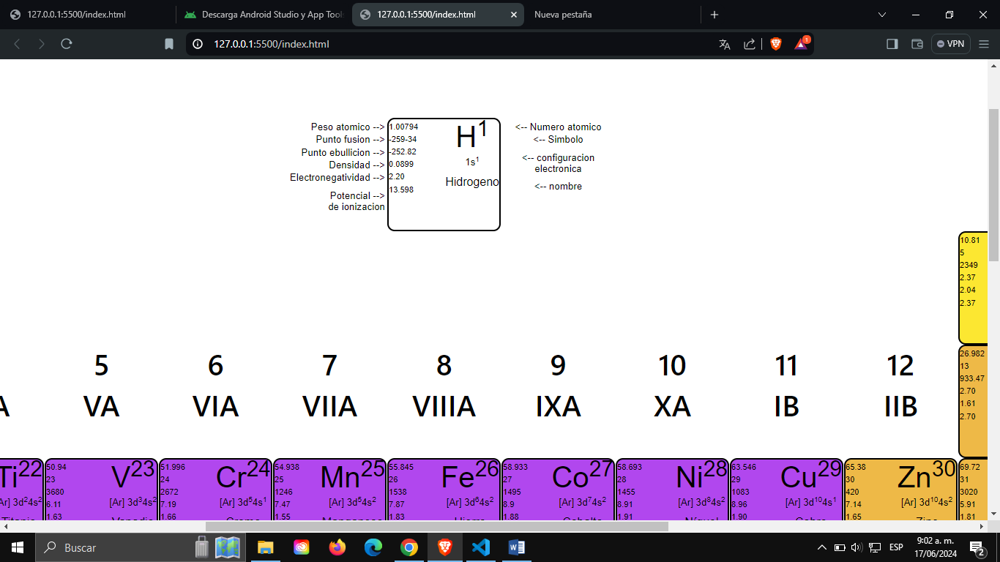 127.0.0.1:5500/index.html
Descarga Android Studio y App Tools
127.0.0.1:5500/index.html
Nueva pestaña
127.0.0.1:5500/index.html
1
VPN
Peso atomico --> 1.00794 H1 <-- Numero atomico
Punto fusion --> -259-34 <-- Simbolo
Punto ebullicion --> -252.82 1s1 <-- configuracion
Densidad --> 0.0899 electronica
Electronegatividad --> 2.20 Hidrogeno <-- nombre
Potencial --> 13.598
de ionizacion
10.81
5
2349
2.37
2.04
2.37
26.982
13
933.47
2.70
1.61
2.70
5 6 7 8 9 10 11 12
A VA VIA VIIA VIIIA IXA XA IB IIB
Ti22
[Ar] 3d24s2
Titanio
50.94 V23
23
3680 [Ar] 3d34s2
6.11
1.63 Vanadio
51.996 Cr24
24
2672 [Ar] 3d54s1
7.19
1.66 Cromo
54.938 Mn25
25
1246 [Ar] 3d54s2
7.47
1.55 Manganeso
55.845 Fe26
26
1538 [Ar] 3d64s2
7.87
1.83 Hierro
58.933 Co27
27
1495 [Ar] 3d74s2
8.9
1.88 Cobalto
58.693 Ni28
28
1455 [Ar] 3d84s2
8.91
1.91 Níquel
63.546 Cu29
29
1083 [Ar] 3d104s1
8.96
1.90 Cobre
65.38 Zn30
30
420 [Ar] 3d104s2
7.14
1.65 Zinc
69.72
31
3020
5.91
1.81
Buscar
ESP
9:02 a. m.
17/06/2024
2